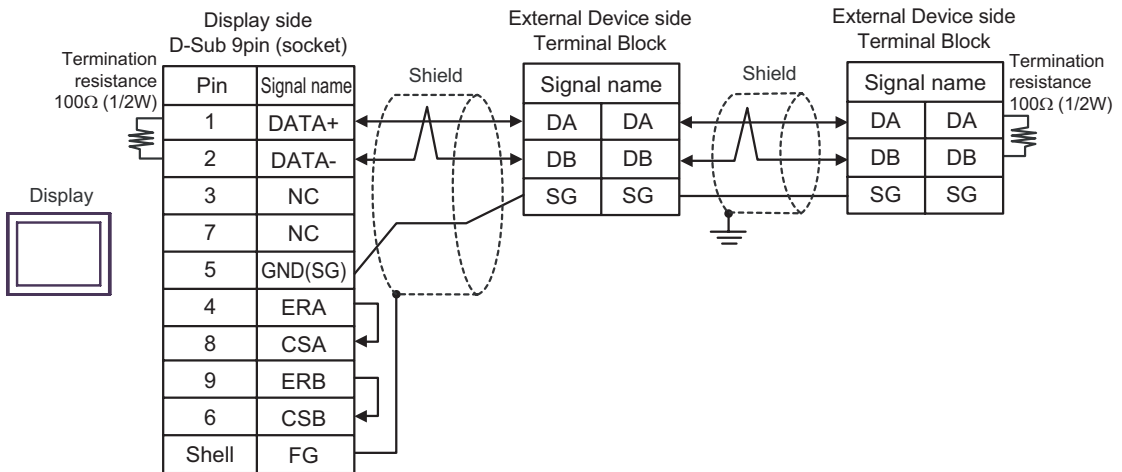 Display side
D-Sub 9pin (socket)
External Device side
Terminal Block
External Device side
Terminal Block
Termination
resistance
100Ω (1/2W)
Shield
Shield
Termination
resistance
100Ω (1/2W)
Pin Signal name
1 DATA+
2 DATA-
3 NC
7 NC
5 GND(SG)
4 ERA
8 CSA
9 ERB
6 CSB
Shell FG
Display
Signal name
DA DA
DB DB
SG SG
Signal name
DA DA
DB DB
SG SG